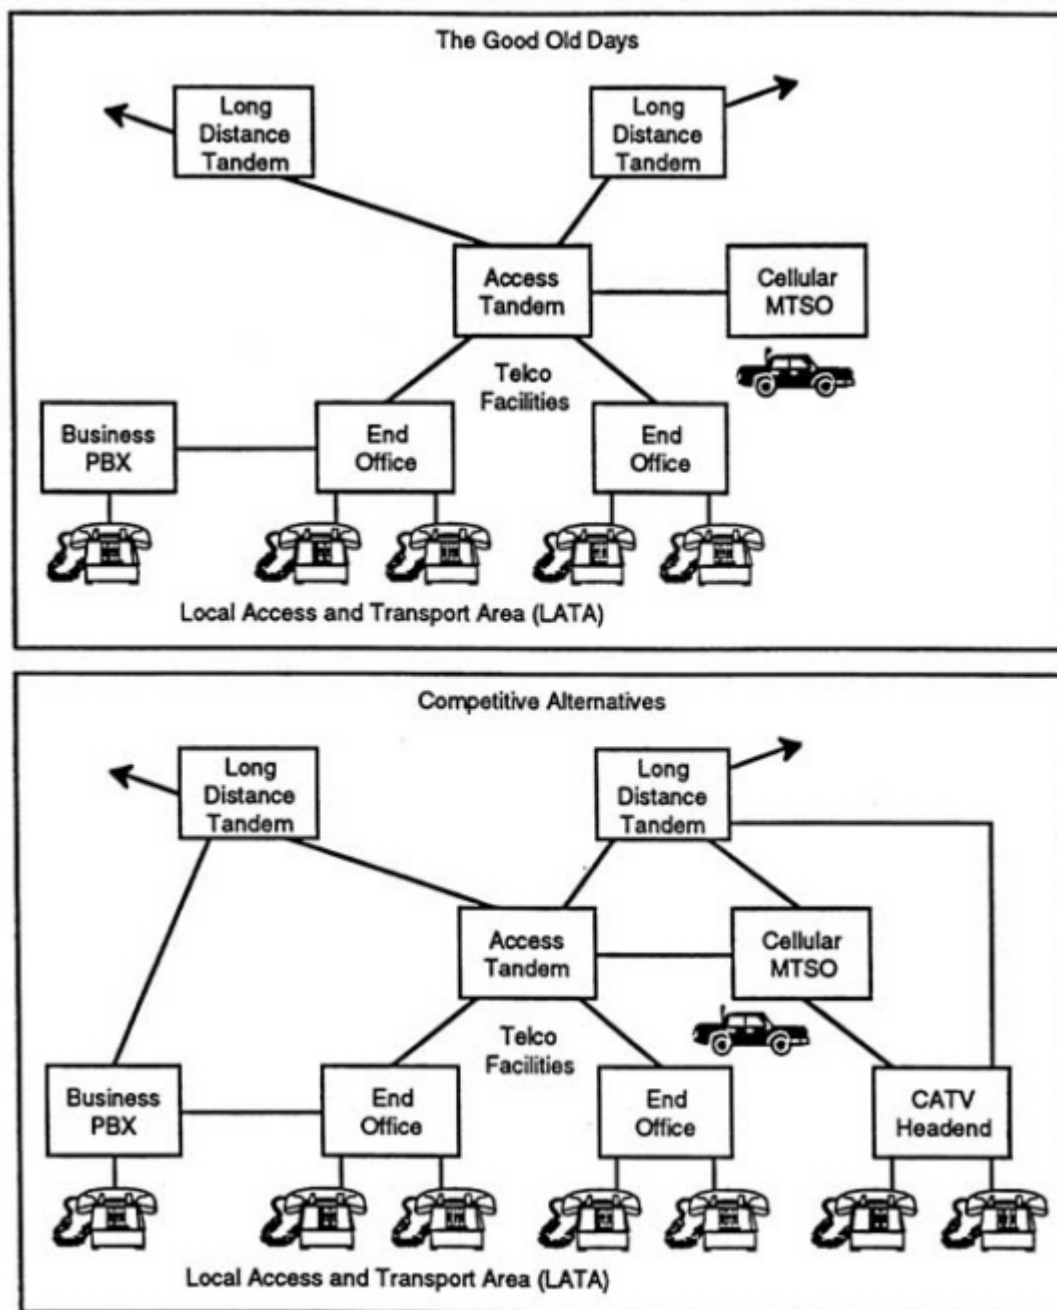 The Good Old Days
Long
Distance
Tandem
Long
Distance
Tandem
Access
Tandem
Cellular
MTSO
Telco
Facilities
Business
PBX
End
Office
End
Office
Local Access and Transport Area (LATA)
Competitive Alternatives
Long
Distance
Tandem
Long
Distance
Tandem
Access
Tandem
Cellular
MTSO
Telco
Facilities
Business
PBX
End
Office
End
Office
CATV
Headend
Local Access and Transport Area (LATA)